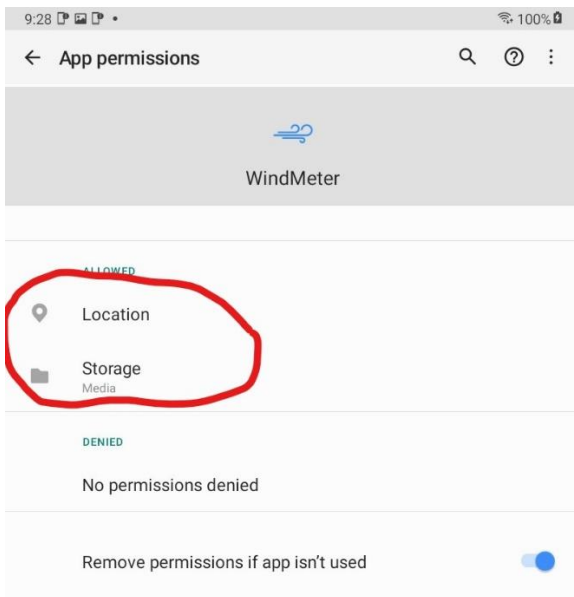 9:28 100%
App permissions
WindMeter
ALLOWED
Location
Storage
Media
DENIED
No permissions denied
Remove permissions if app isn't used